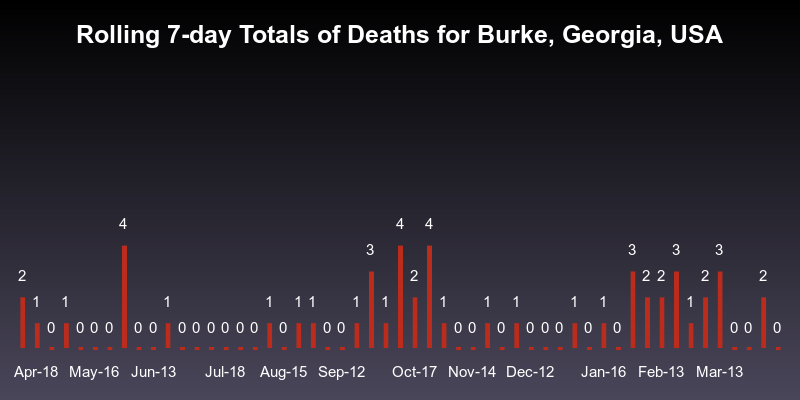 Rolling 7-day Totals of Deaths for Burke, Georgia, USA
2 1 0 1 0 0 0 4 0 0 1 0 0 0 0 0 0 1 0 1 1 0 0 1 3 1 4 2 4 1 0 0 1 0 1 0 0 0 1 0 1 0 3 2 2 3 1 2 3 0 0 2 0
Apr-18 May-16 Jun-13 Jul-18 Aug-15 Sep-12 Oct-17 Nov-14 Dec-12 Jan-16 Feb-13 Mar-13